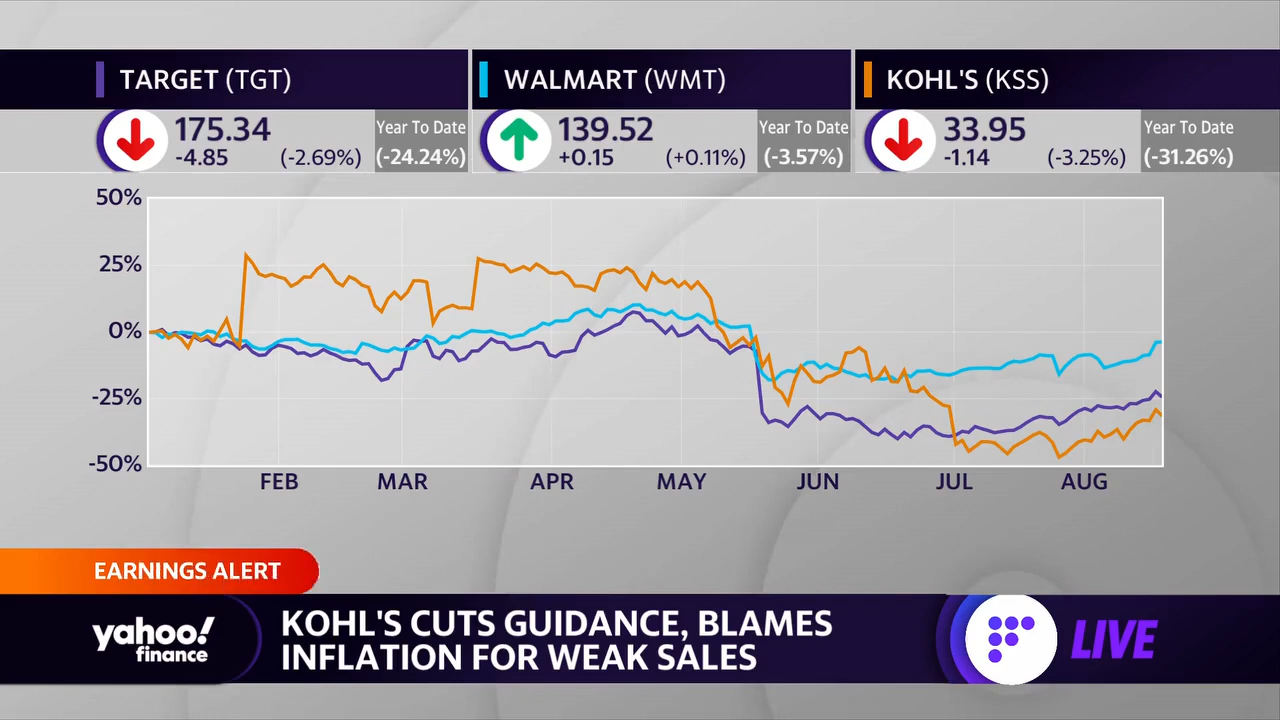 TARGET (TGT)
175.34
-4.85 (-2.69%)
Year To Date
(-24.24%)
WALMART (WMT)
139.52
+0.15 (+0.11%)
Year To Date
(-3.57%)
KOHL'S (KSS)
33.95
-1.14 (-3.25%)
Year To Date
(-31.26%)
50%
25%
0%
-25%
-50%
FEB MAR APR MAY JUN JUL AUG
EARNINGS ALERT
yahoo!
finance
KOHL'S CUTS GUIDANCE, BLAMES
INFLATION FOR WEAK SALES
LIVE